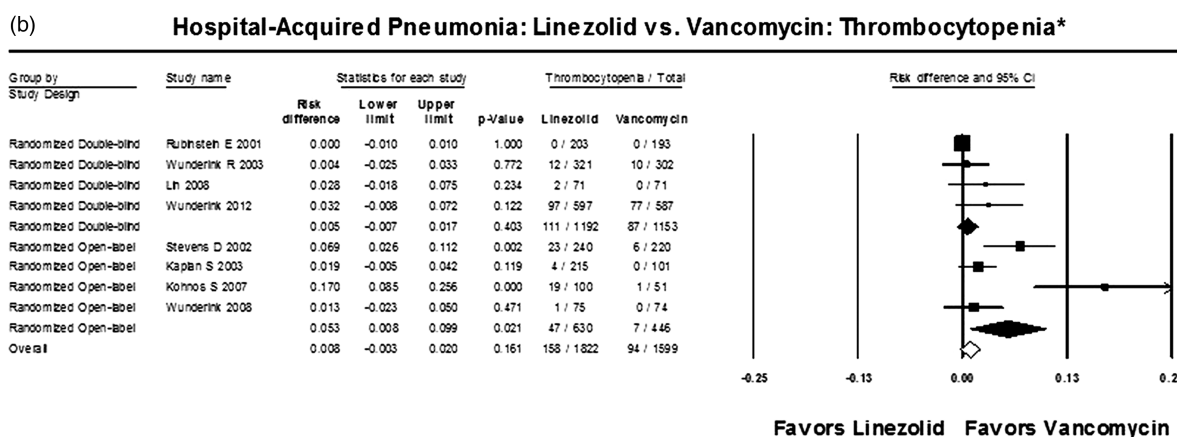 (b)
Hospital-Acquired Pneumonia: Linezolid vs. Vancomycin: Thrombocytopenia*
Group by Study name Statistics for each study Thrombocytopenia / Total Risk difference and 95% CI
Study Design
Risk difference Lower limit Upper limit p-Value Linezolid Vancomycin
Randomized Double-blind Rubinstein E 2001 0.000 -0.010 0.010 1.000 0 / 203 0 / 193
Randomized Double-blind Wunderink R 2003 0.004 -0.025 0.033 0.772 12 / 321 10 / 302
Randomized Double-blind Lin 2008 0.028 -0.018 0.075 0.234 2 / 71 0 / 71
Randomized Double-blind Wunderink 2012 0.032 -0.008 0.072 0.122 97 / 597 77 / 587
Randomized Double-blind 0.005 -0.007 0.017 0.403 111 / 1192 87 / 1153
Randomized Open-label Stevens D 2002 0.069 0.026 0.112 0.002 23 / 240 6 / 220
Randomized Open-label Kaplan S 2003 0.019 -0.005 0.042 0.119 4 / 215 0 / 101
Randomized Open-label Kohnos S 2007 0.170 0.085 0.256 0.000 19 / 100 1 / 51
Randomized Open-label Wunderink 2008 0.013 -0.023 0.050 0.471 1 / 75 0 / 74
Randomized Open-label 0.053 0.008 0.099 0.021 47 / 630 7 / 446
Overall 0.008 -0.003 0.020 0.161 158 / 1822 94 / 1599
-0.25 -0.13 0.00 0.13
Favors Linezolid Favors Vancomycin